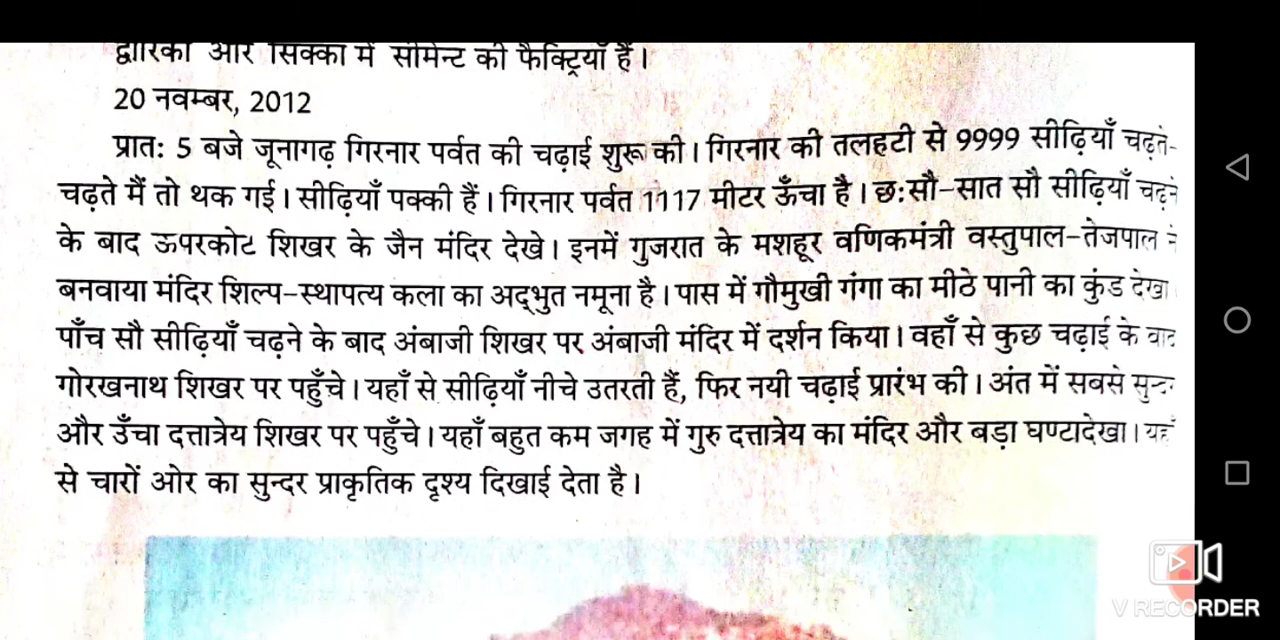 द्वारिका और सिक्का में सीमेन्ट की फैक्ट्रियाँ हैं।
20 नवम्बर, 2012
प्रात: 5 बजे जूनागढ़ गिरनार पर्वत की चढ़ाई शुरू की। गिरनार की तलहटी से 9999 सीढ़ियाँ चढ़ते-
चढ़ते मैं तो थक गई। सीढ़ियाँ पक्की हैं। गिरनार पर्वत 1117 मीटर ऊँचा है। छ:सौ-सात सौ सीढ़ियाँ चढ़ने
के बाद ऊपरकोट शिखर के जैन मंदिर देखे। इनमें गुजरात के मशहूर वणिकमंत्री वस्तुपाल-तेजपाल ने
बनवाया मंदिर शिल्प-स्थापत्य कला का अद्भुत नमूना है। पास में गौमुखी गंगा का मीठे पानी का कुंड देखा।
पाँच सौ सीढ़ियाँ चढ़ने के बाद अंबाजी शिखर पर अंबाजी मंदिर में दर्शन किया। वहाँ से कुछ चढ़ाई के बाद
गोरखनाथ शिखर पर पहुँचे। यहाँ से सीढ़ियाँ नीचे उतरती हैं, फिर नयी चढ़ाई प्रारंभ की। अंत में सबसे सुन्दर
और उँचा दत्तात्रेय शिखर पर पहुँचे। यहाँ बहुत कम जगह में गुरु दत्तात्रेय का मंदिर और बड़ा घण्टादेखा। यहाँ
से चारों ओर का सुन्दर प्राकृतिक दृश्य दिखाई देता है।
V RECORDER